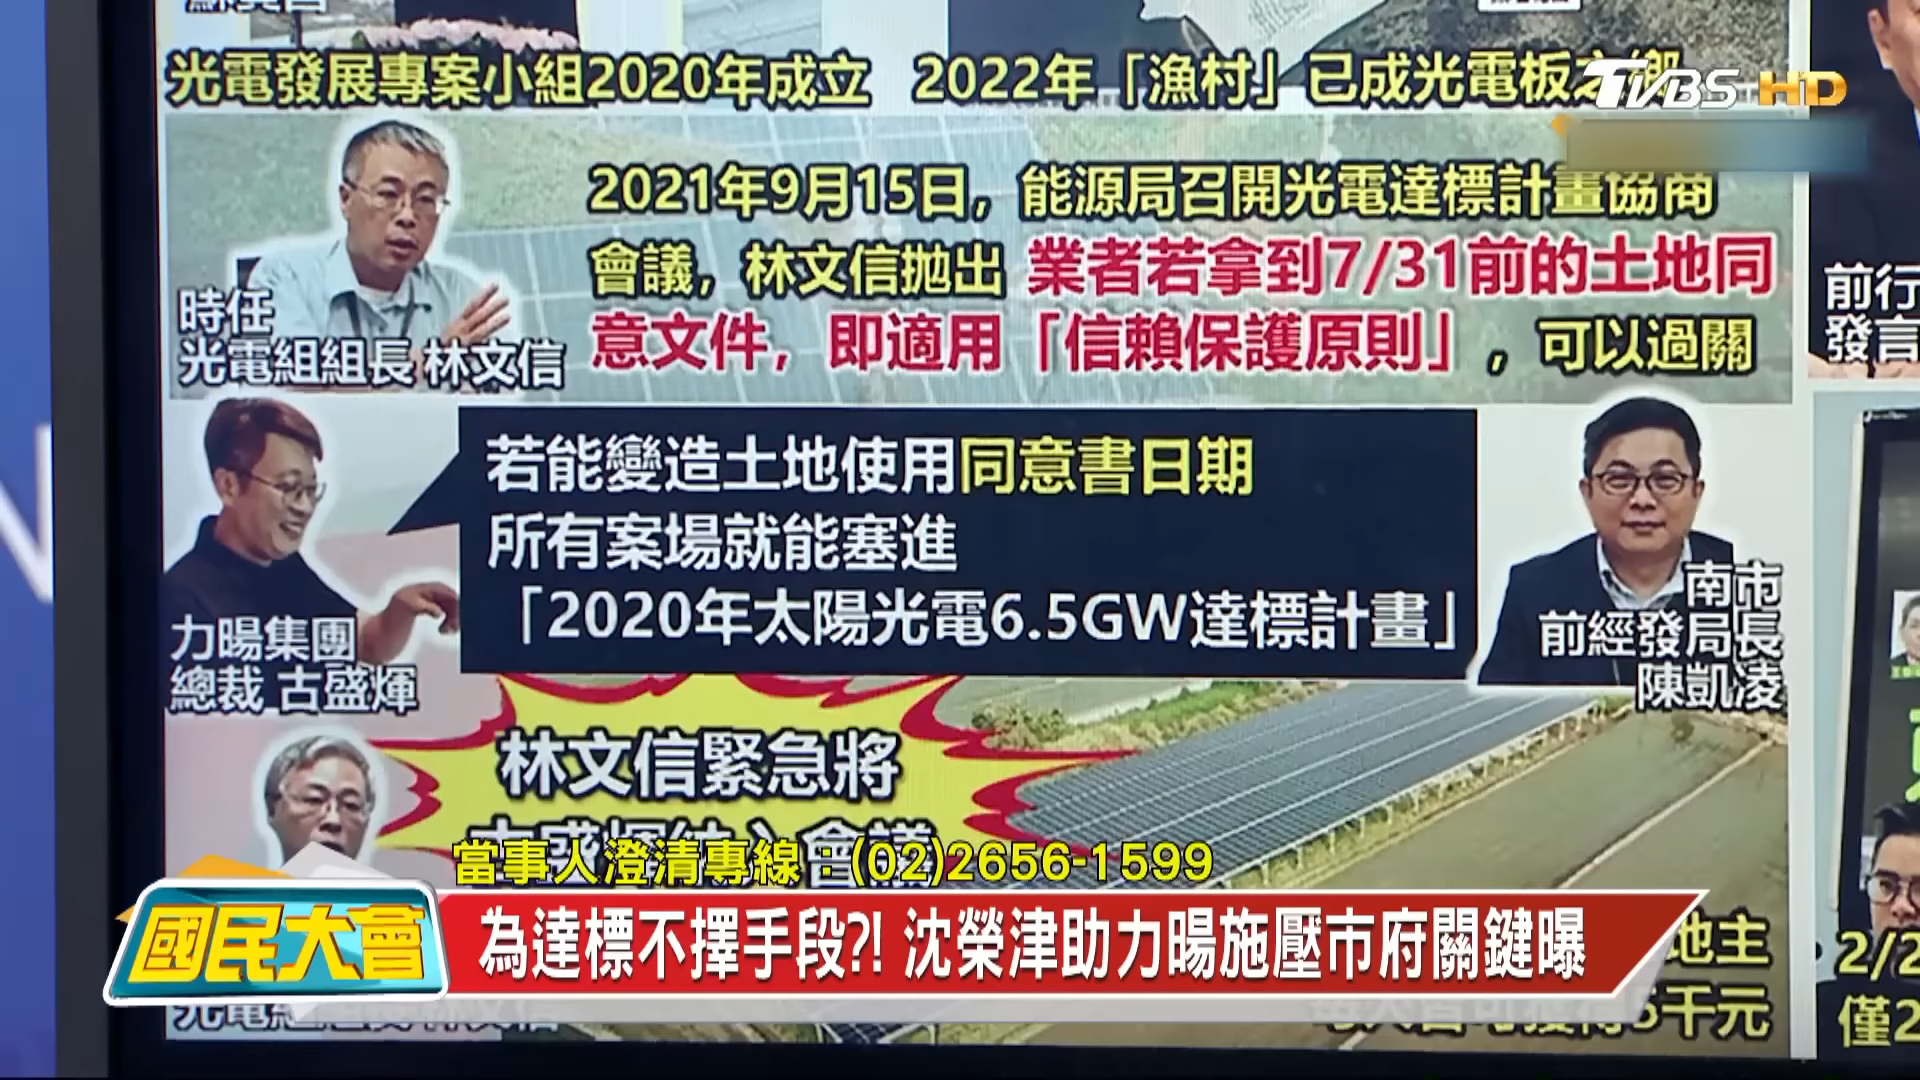 光電發展專案小組2020年成立 2022年「漁村」已成光電板之鄉
TVBS HD
2021年9月15日，能源局召開光電達標計畫協商
會議，林文信拋出 業者若拿到7/31前的土地同
意文件，即適用「信賴保護原則」，可以過關
時任
光電組組長 林文信
前行
發言
若能變造土地使用同意書日期
所有案場就能塞進
「2020年太陽光電6.5GW達標計畫」
力暘集團
總裁 古盛煇
南市
前經發局長
陳凱凌
林文信緊急將
當事人澄清專線：(02)2656-1599
國民大會
為達標不擇手段?! 沈榮津助力暘施壓市府關鍵曝
地主
5千元
2/2
僅2